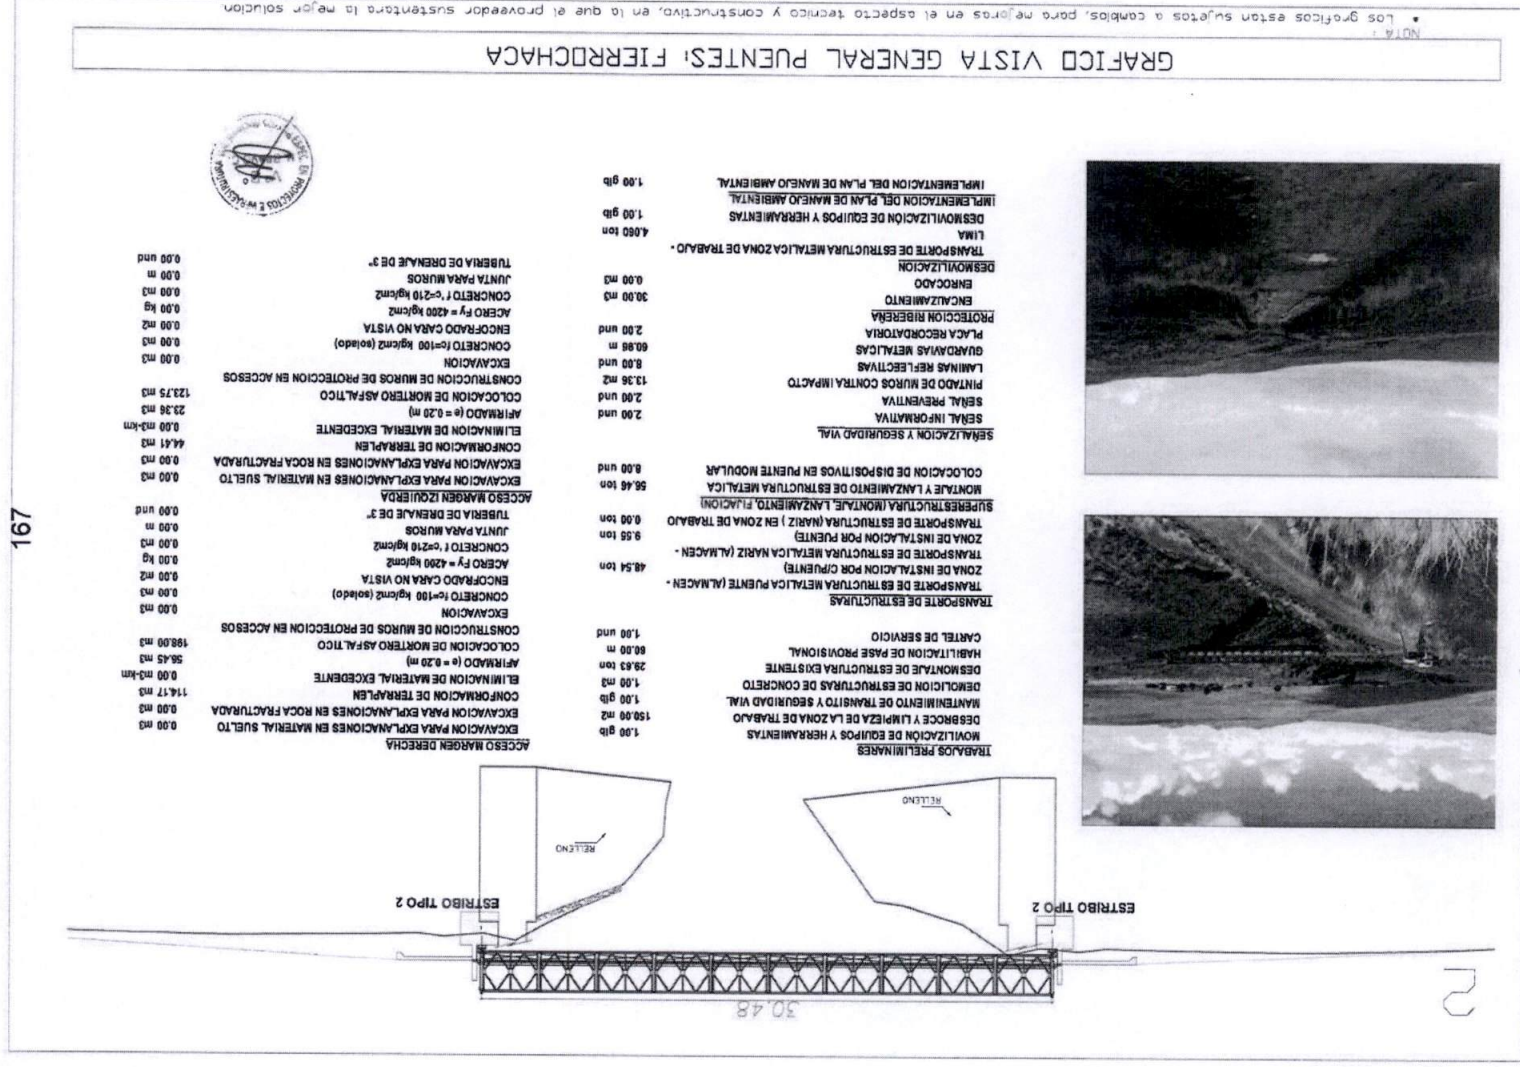 2
30.48
ESTRIBO TIPO 2
ESTRIBO TIPO 2
RELLENO
RELLENO
TRABAJOS PRELIMINARES
MOVILIZACIÓN DE EQUIPOS Y HERRAMIENTAS 1.00 glb
DESBROCE Y LIMPIEZA DE LA ZONA DE TRABAJO 150.00 m2
MANTENIMIENTO DE TRANSITO Y SEGURIDAD VIAL 1.00 glb
DEMOLICION DE ESTRUCTURAS DE CONCRETO 1.00 m3
DESMONTAJE DE ESTRUCTURA EXISTENTE 29.63 ton
HABILITACION DE PASE PROVISIONAL 60.00 m
CARTEL DE SERVICIO 1.00 und
TRANSPORTE DE ESTRUCTURAS
TRANSPORTE DE ESTRUCTURA METALICA PUENTE (ALMACEN -
ZONA DE INSTALACION POR C/PUENTE) 48.54 ton
TRANSPORTE DE ESTRUCTURA METALICA NARIZ (ALMACEN -
ZONA DE INSTALACION POR PUENTE) 9.55 ton
TRANSPORTE DE ESTRUCTURA (NARIZ ) EN ZONA DE TRABAJO 0.00 ton
SUPERESTRUCTURA (MONTAJE, LANZAMIENTO, FIJACION)
MONTAJE Y LANZAMIENTO DE ESTRUCTURA METALICA 56.46 ton
COLOCACION DE DISPOSITIVOS EN PUENTE MODULAR 8.00 und
SEÑALIZACION Y SEGURIDAD VIAL
SEÑAL INFORMATIVA 2.00 und
SEÑAL PREVENTIVA 2.00 und
PINTADO DE MUROS CONTRA IMPACTO 13.36 m2
LAMINAS REFLECTIVAS 8.00 und
GUARDAVIAS METALICAS 60.96 m
PLACA RECORDATORIA 2.00 und
PROTECCION RIBEREÑA
ENCAUZAMIENTO 30.00 m3
ENROCADO 0.00 m3
DESMOVILIZACION
TRANSPORTE DE ESTRUCTURA METALICA ZONA DE TRABAJO -
LIMA 4.060 ton
DESMOVILIZACIÓN DE EQUIPOS Y HERRAMIENTAS 1.00 glb
IMPLEMENTACION DEL PLAN DE MANEJO AMBIENTAL
IMPLEMENTACION DEL PLAN DE MANEJO AMBIENTAL 1.00 glb
ACCESO MARGEN DERECHA
EXCAVACION PARA EXPLANACIONES EN MATERIAL SUELTO 0.00 m3
EXCAVACION PARA EXPLANACIONES EN ROCA FRACTURADA 0.00 m3
CONFORMACION DE TERRAPLEN 114.17 m3
ELIMINACION DE MATERIAL EXCEDENTE 0.00 m3-km
AFIRMADO (e = 0.20 m) 56.45 m3
COLOCACION DE MORTERO ASFALTICO 198.00 m3
CONSTRUCCION DE MUROS DE PROTECCION EN ACCESOS
EXCAVACION 0.00 m3
CONCRETO fc=100 kg/cm2 (solado) 0.00 m3
ENCOFRADO CARA NO VISTA 0.00 m2
ACERO Fy = 4200 kg/cm2 0.00 kg
CONCRETO f'c=210 kg/cm2 0.00 m3
JUNTA PARA MUROS 0.00 m
TUBERIA DE DRENAJE DE 3" 0.00 und
ACCESO MARGEN IZQUIERDA
EXCAVACION PARA EXPLANACIONES EN MATERIAL SUELTO 0.00 m3
EXCAVACION PARA EXPLANACIONES EN ROCA FRACTURADA 0.00 m3
CONFORMACION DE TERRAPLEN 44.41 m3
ELIMINACION DE MATERIAL EXCEDENTE 0.00 m3-km
AFIRMADO (e = 0.20 m) 23.36 m3
COLOCACION DE MORTERO ASFALTICO 123.75 m3
CONSTRUCCION DE MUROS DE PROTECCION EN ACCESOS
EXCAVACION 0.00 m3
CONCRETO fc=100 kg/cm2 (solado) 0.00 m3
ENCOFRADO CARA NO VISTA 0.00 m2
ACERO Fy = 4200 kg/cm2 0.00 kg
CONCRETO f'c=210 kg/cm2 0.00 m3
JUNTA PARA MUROS 0.00 m
TUBERIA DE DRENAJE DE 3" 0.00 und
ESPEC. EN PROYECTOS E INFRAESTRUCTURA
GRAFICO VISTA GENERAL PUENTES: FIERROCHACA
NOTA :
• Los graficos estan sujetos a cambios, para mejoras en el aspecto tecnico y constructivo, en la que el proveedor sustentara la mejor solucion.
167